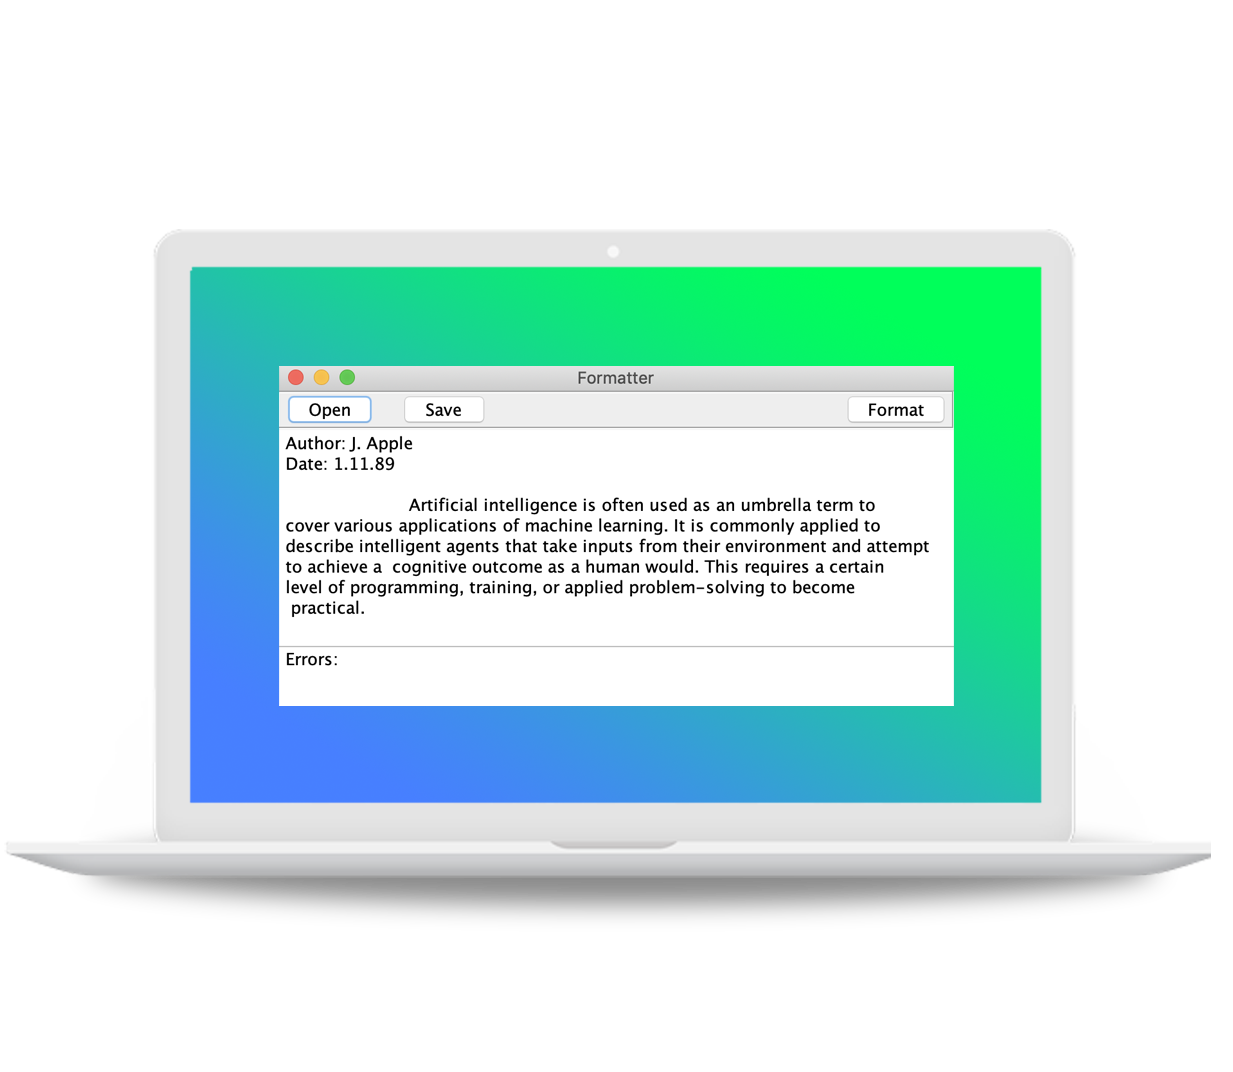 Formatter
Open Save Format
Author: J. Apple
Date: 1.11.89
Artificial intelligence is often used as an umbrella term to
cover various applications of machine learning. It is commonly applied to
describe intelligent agents that take inputs from their environment and attempt
to achieve a  cognitive outcome as a human would. This requires a certain
level of programming, training, or applied problem-solving to become
practical.
Errors: